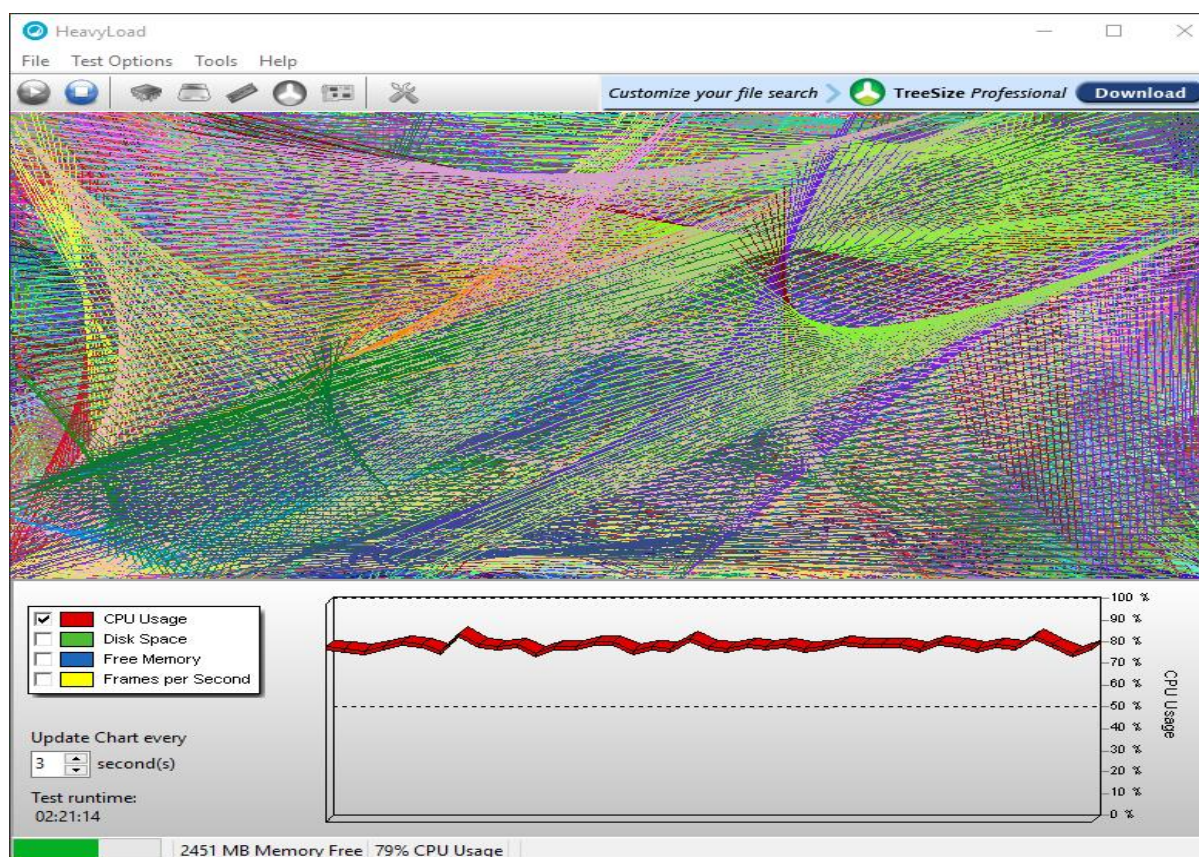 HeavyLoad
File Test Options Tools Help
Customize your file search TreeSize Professional Download
CPU Usage
Disk Space
Free Memory
Frames per Second
Update Chart every
3 second(s)
Test runtime:
02:21:14
100 %
90 %
80 %
70 %
60 %
50 %
40 %
30 %
20 %
10 %
0 %
CPU Usage
2451 MB Memory Free 79% CPU Usage